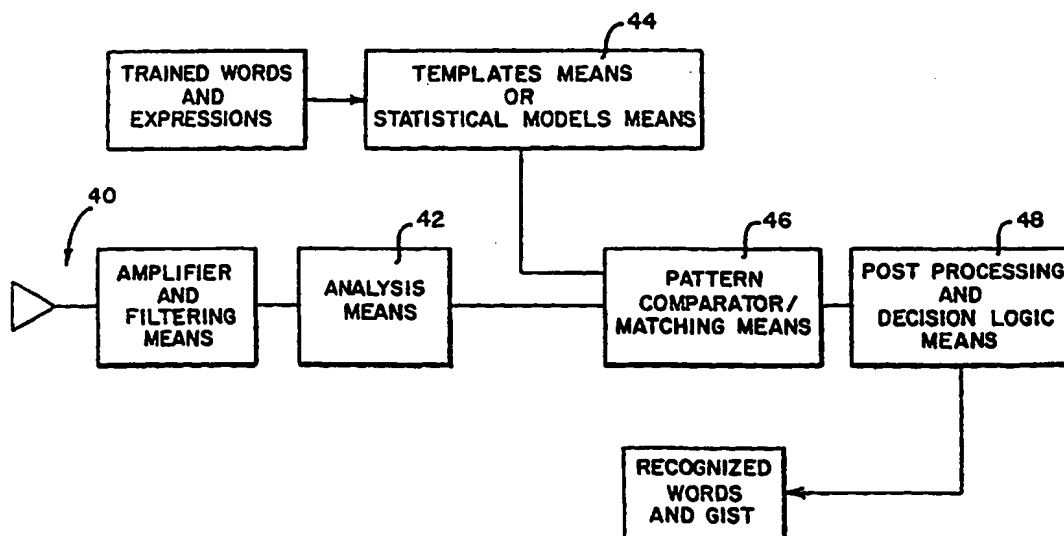 44
TRAINED WORDS
AND
EXPRESSIONS
TEMPLATES MEANS
OR
STATISTICAL MODELS MEANS
40
42
46
48
AMPLIFIER
AND
FILTERING
MEANS
ANALYSIS
MEANS
PATTERN
COMPARATOR/
MATCHING MEANS
POST PROCESSING
AND
DECISION LOGIC
MEANS
RECOGNIZED
WORDS
AND GIST